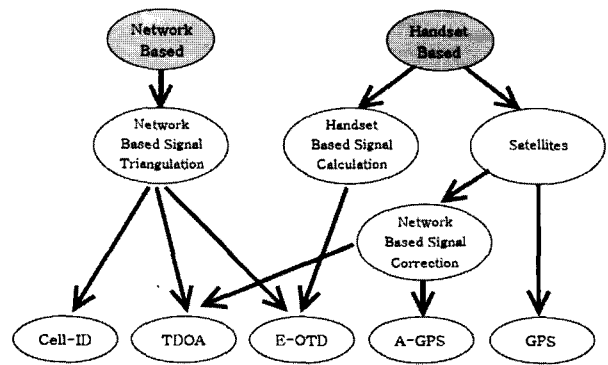 Network
Based
Handset
Based
Network
Based Signal
Triangulation
Handset
Based Signal
Calculation
Satellites
Network
Based Signal
Correction
Cell-ID
TDOA
E-OTD
A-GPS
GPS